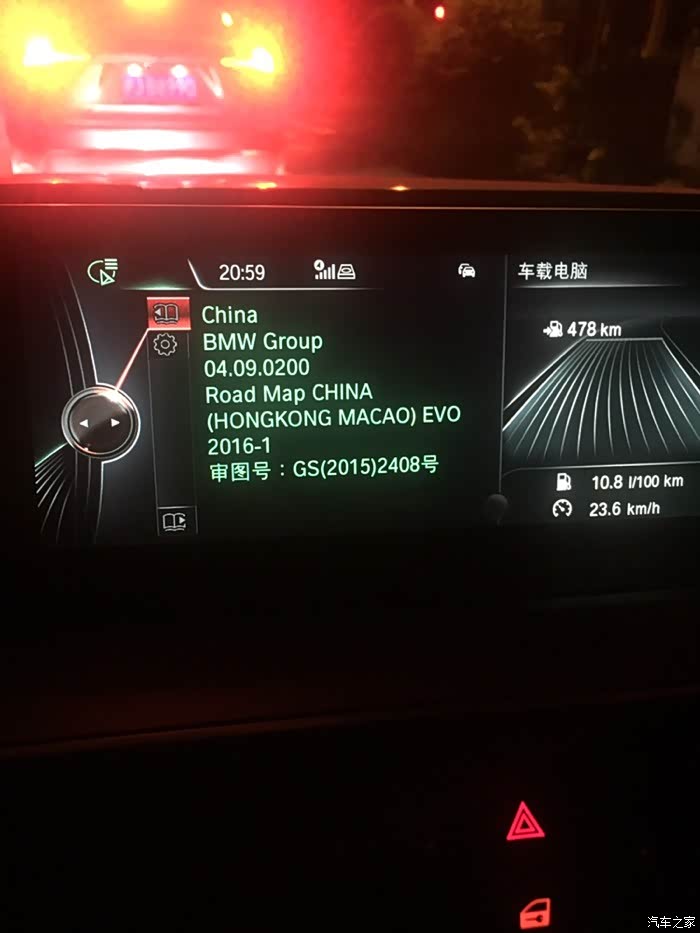 20:59
China
BMW Group
04.09.0200
Road Map CHINA
(HONGKONG MACAO) EVO
2016-1
审图号：GS(2015)2408号
车载电脑
478 km
10.8 l/100 km
23.6 km/h
汽车之家